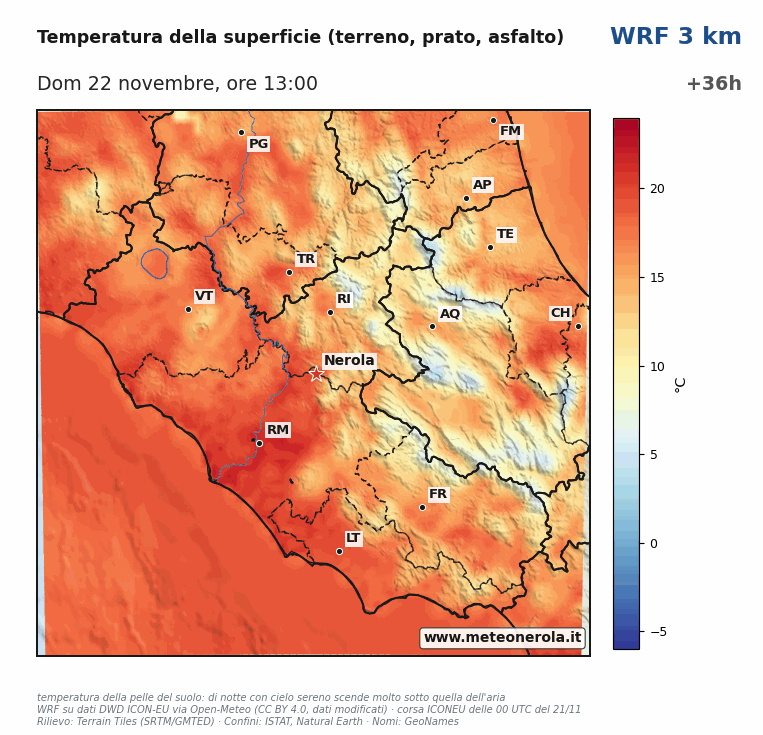 Temperatura della superficie (terreno, prato, asfalto)
WRF 3 km
Dom 22 novembre, ore 13:00
+36h
FM
PG
AP
TE
TR
VT
RI
AQ
CH
Nerola
RM
FR
LT
20
15
10
5
0
−5
°C
www.meteonerola.it
temperatura della pelle del suolo: di notte con cielo sereno scende molto sotto quella dell'aria
WRF su dati DWD ICON-EU via Open-Meteo (CC BY 4.0, dati modificati) · corsa ICONEU delle 00 UTC del 21/11
Rilievo: Terrain Tiles (SRTM/GMTED) · Confini: ISTAT, Natural Earth · Nomi: GeoNames